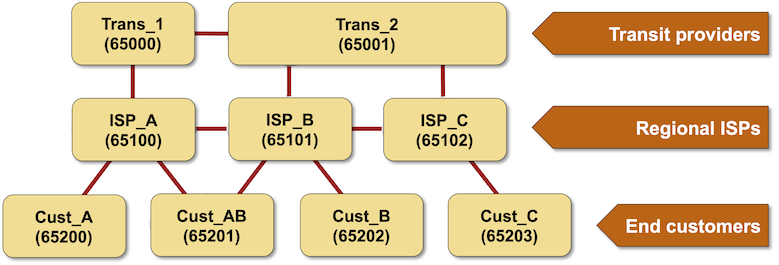 Trans_1
(65000)
Trans_2
(65001)
Transit providers
ISP_A
(65100)
ISP_B
(65101)
ISP_C
(65102)
Regional ISPs
Cust_A
(65200)
Cust_AB
(65201)
Cust_B
(65202)
Cust_C
(65203)
End customers